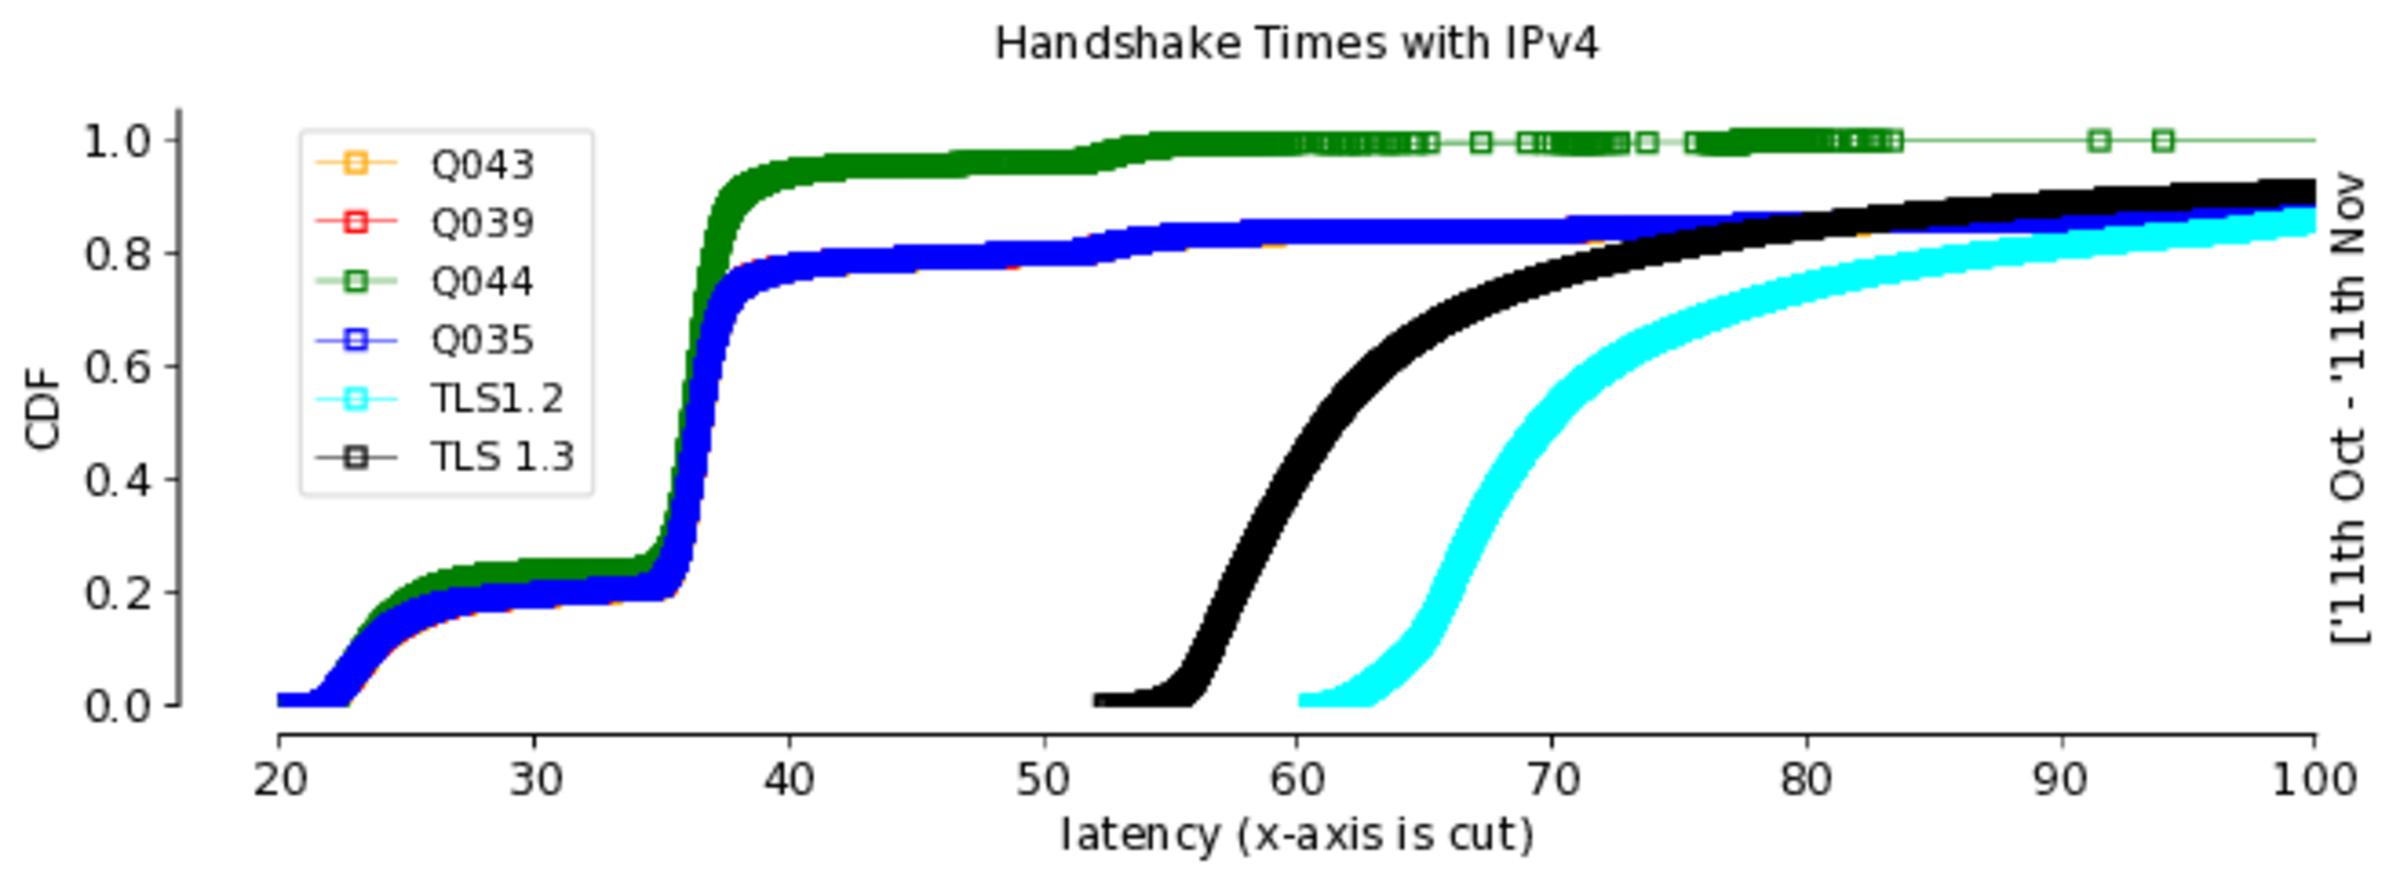 Handshake Times with IPv4
CDF
1.0
0.8
0.6
0.4
0.2
0.0
Q043
Q039
Q044
Q035
TLS1.2
TLS 1.3
20 30 40 50 60 70 80 90 100
latency (x-axis is cut)
['11th Oct - '11th Nov